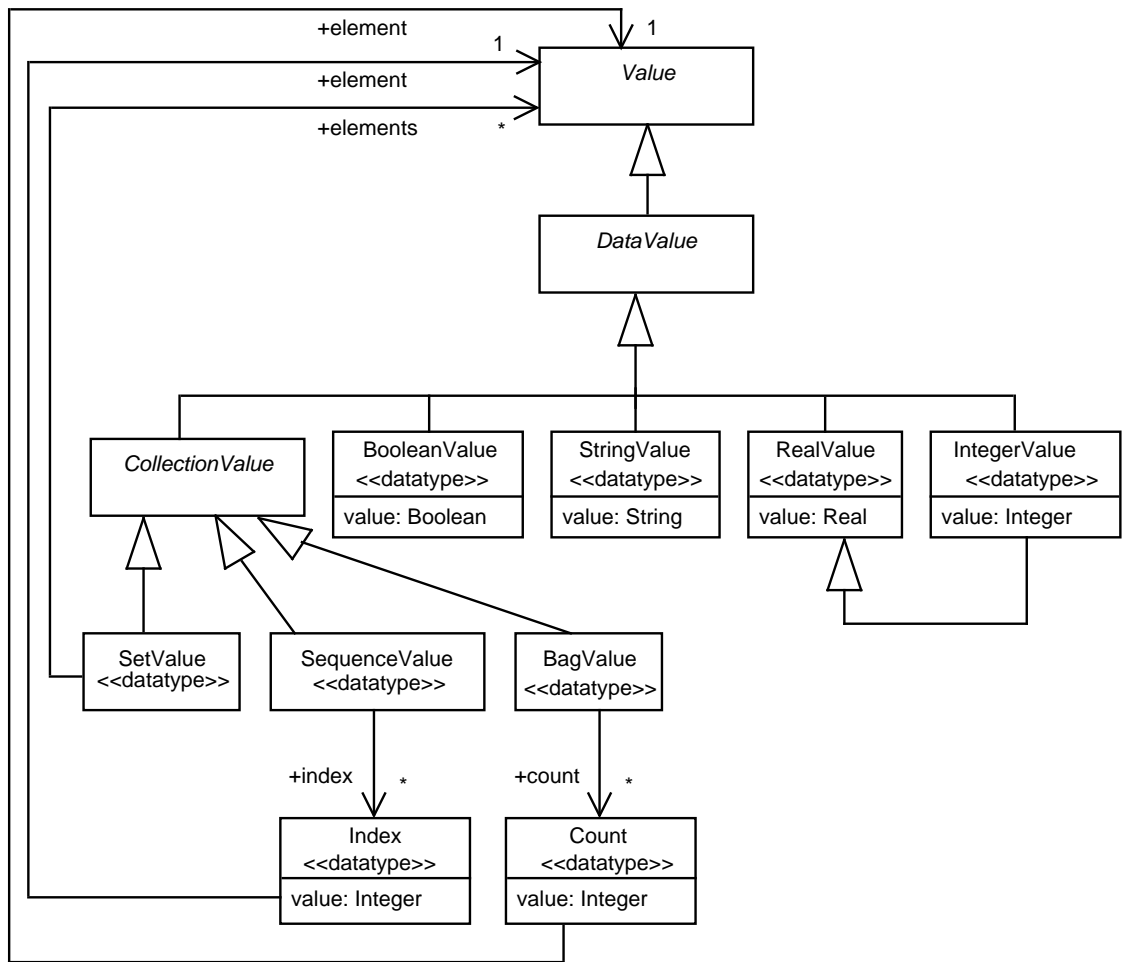 +element
1
1
Value
+element
+elements
*
DataValue
CollectionValue
BooleanValue
<<datatype>>
value: Boolean
StringValue
<<datatype>>
value: String
RealValue
<<datatype>>
value: Real
IntegerValue
<<datatype>>
value: Integer
SetValue
<<datatype>>
SequenceValue
<<datatype>>
BagValue
<<datatype>>
+index
*
+count
*
Index
<<datatype>>
value: Integer
Count
<<datatype>>
value: Integer